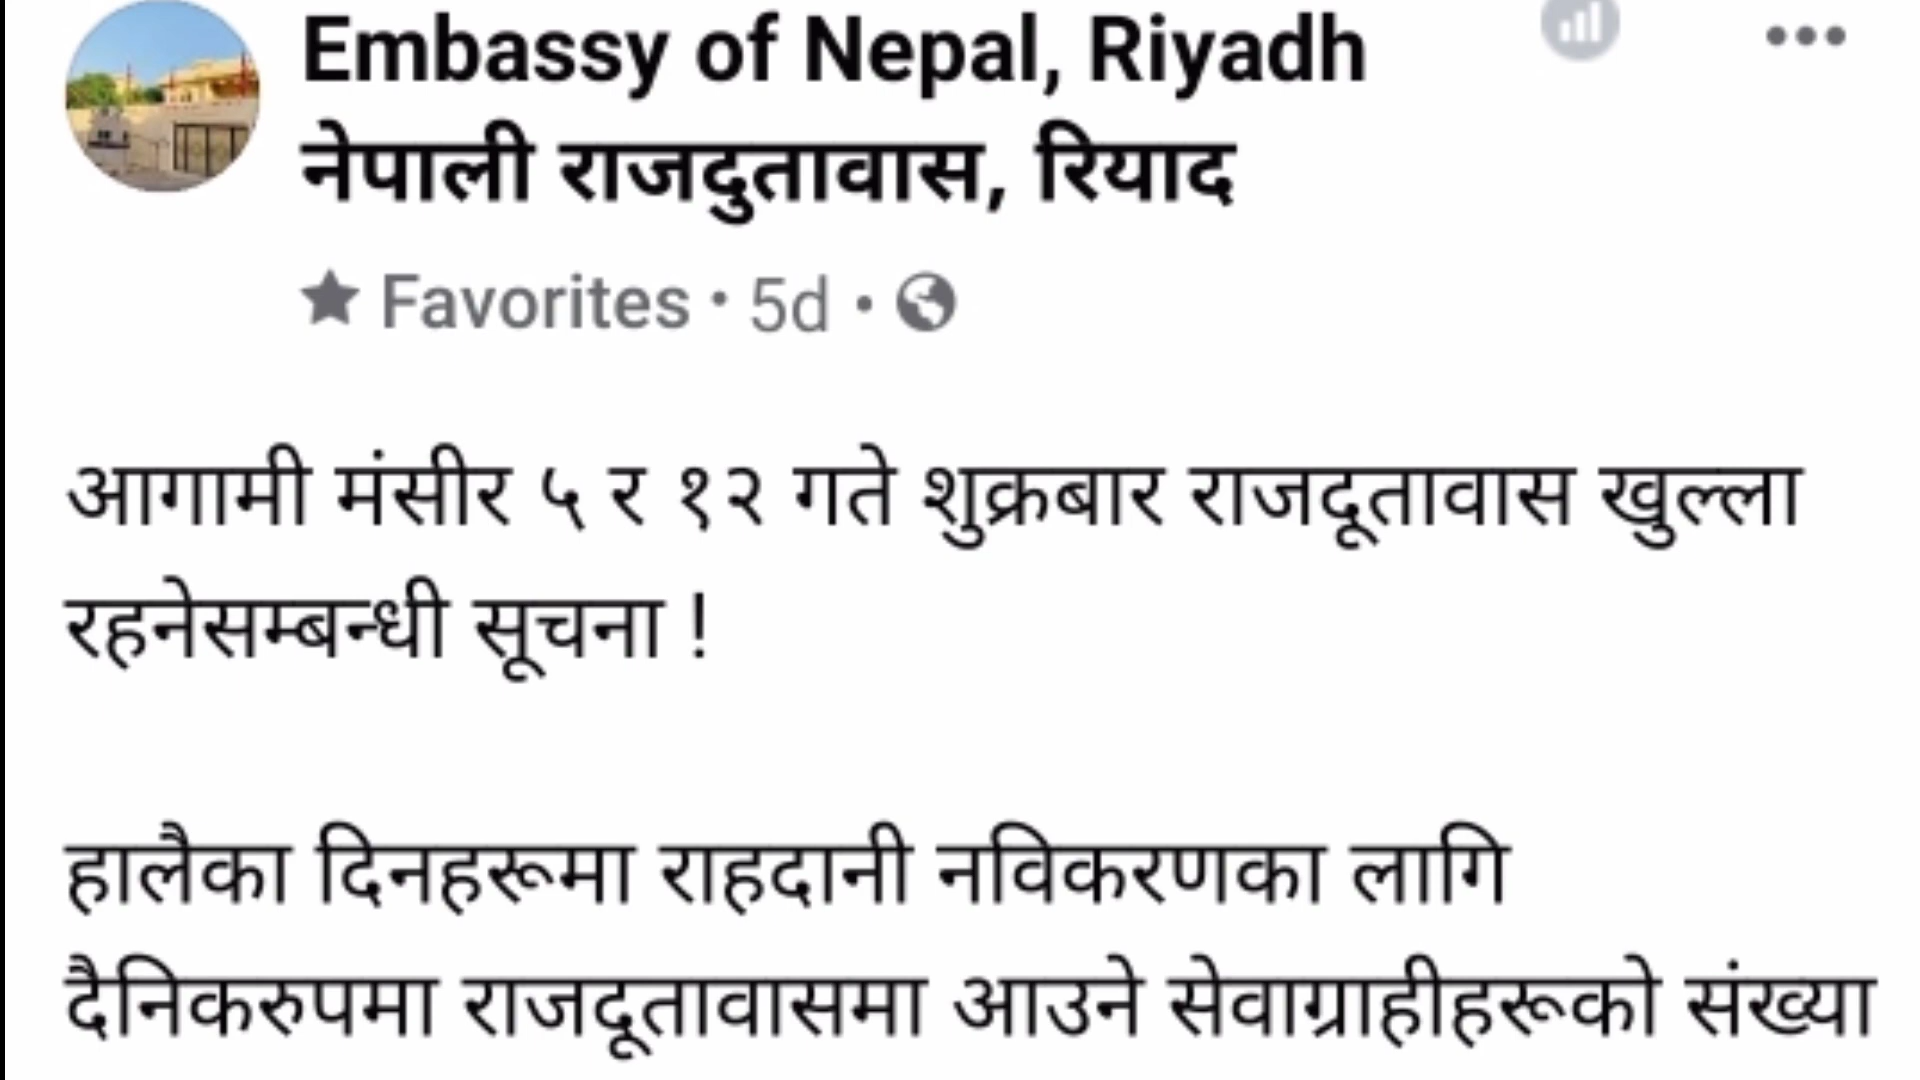 Embassy of Nepal, Riyadh
नेपाली राजदुतावास, रियाद
Favorites · 5d ·
आगामी मंसीर ५ र १२ गते शुक्रबार राजदूतावास खुल्ला
रहनेसम्बन्धी सूचना !
हालैका दिनहरूमा राहदानी नविकरणका लागि
दैनिकरुपमा राजदूतावासमा आउने सेवाग्राहीहरूको संख्या